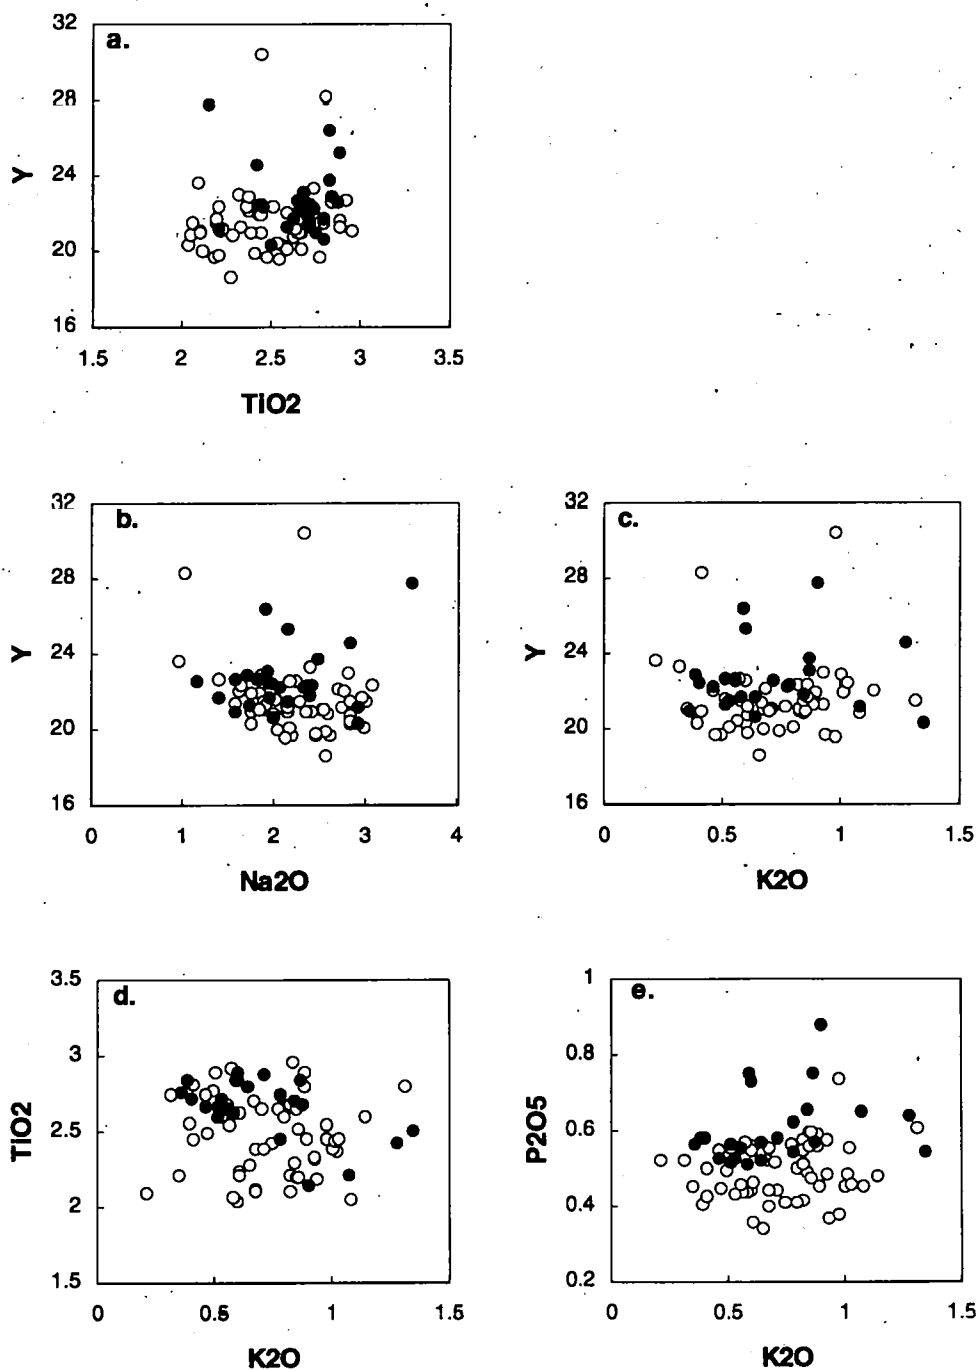 32
a.
28
24
Y
20
16
1.5 2 2.5 3 3.5
TiO2
32 32
b. c.
28 28
24 24
Y Y
20 20
16 16
0 1 2 3 4 0 0.5 1 1.5
Na2O K2O
3.5 1
d. e.
3 0.8
TiO2 2.5 P2O5 0.6
2 0.4
1.5 0.2
0 0.5 1 1.5 0 0.5 1 1.5
K2O K2O